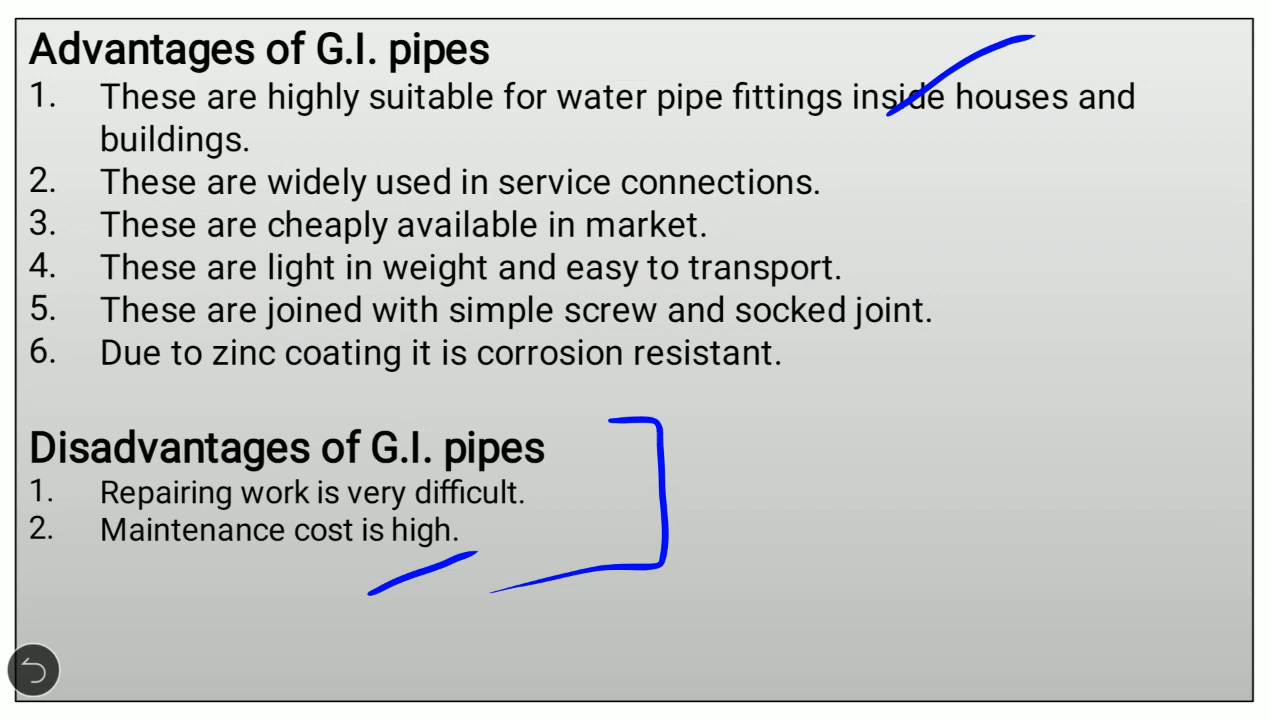 Advantages of G.I. pipes
1. These are highly suitable for water pipe fittings inside houses and
buildings.
2. These are widely used in service connections.
3. These are cheaply available in market.
4. These are light in weight and easy to transport.
5. These are joined with simple screw and socked joint.
6. Due to zinc coating it is corrosion resistant.
Disadvantages of G.I. pipes
1. Repairing work is very difficult.
2. Maintenance cost is high.